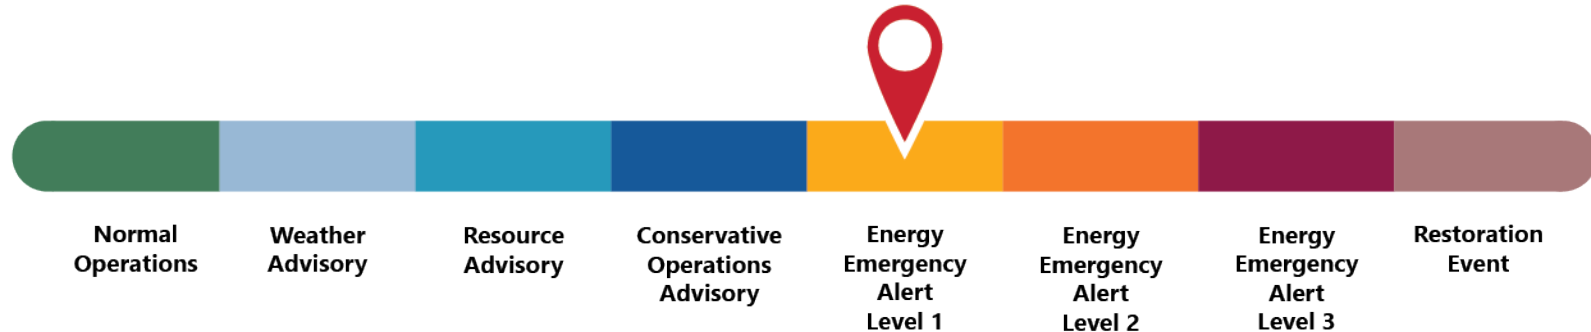 Normal
Operations
Weather
Advisory
Resource
Advisory
Conservative
Operations
Advisory
Energy
Emergency
Alert
Level 1
Energy
Emergency
Alert
Level 2
Energy
Emergency
Alert
Level 3
Restoration
Event